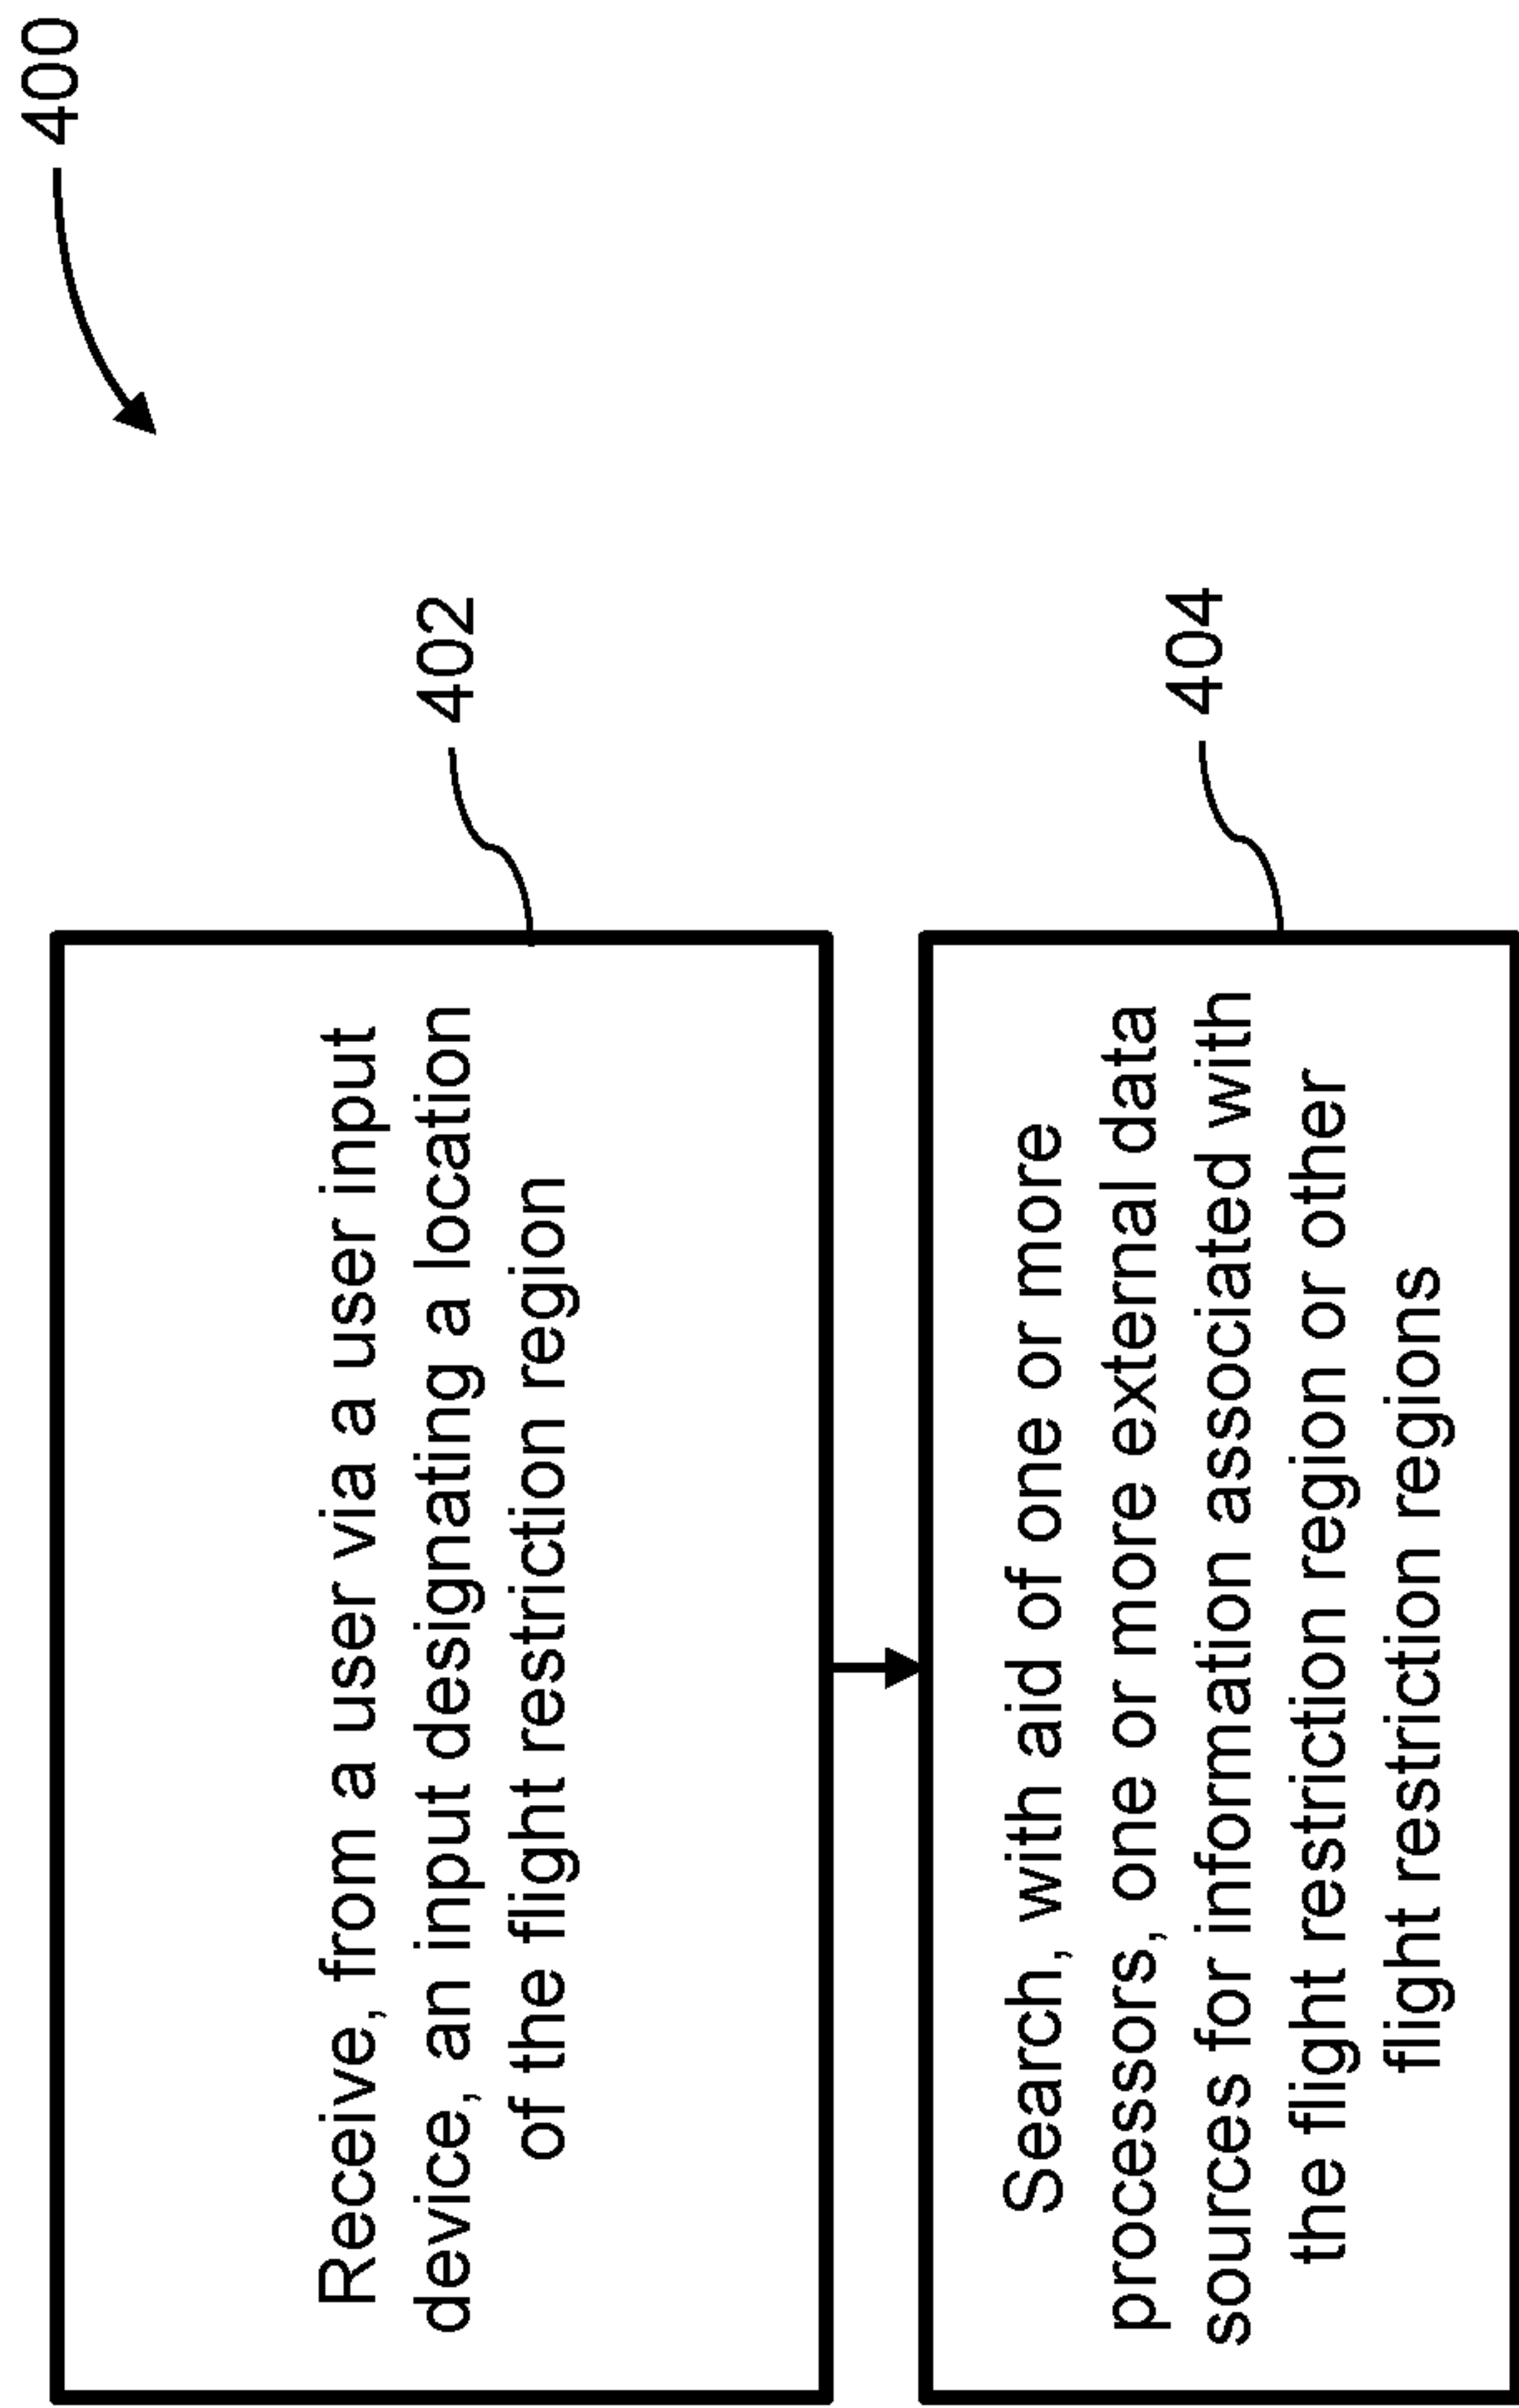 400
402
Receive, from a user via a user input
device, an input designating a location
of the flight restriction region
404
Search, with aid of one or more
processors, one or more external data
sources for information associated with
the flight restriction region or other
flight restriction regions